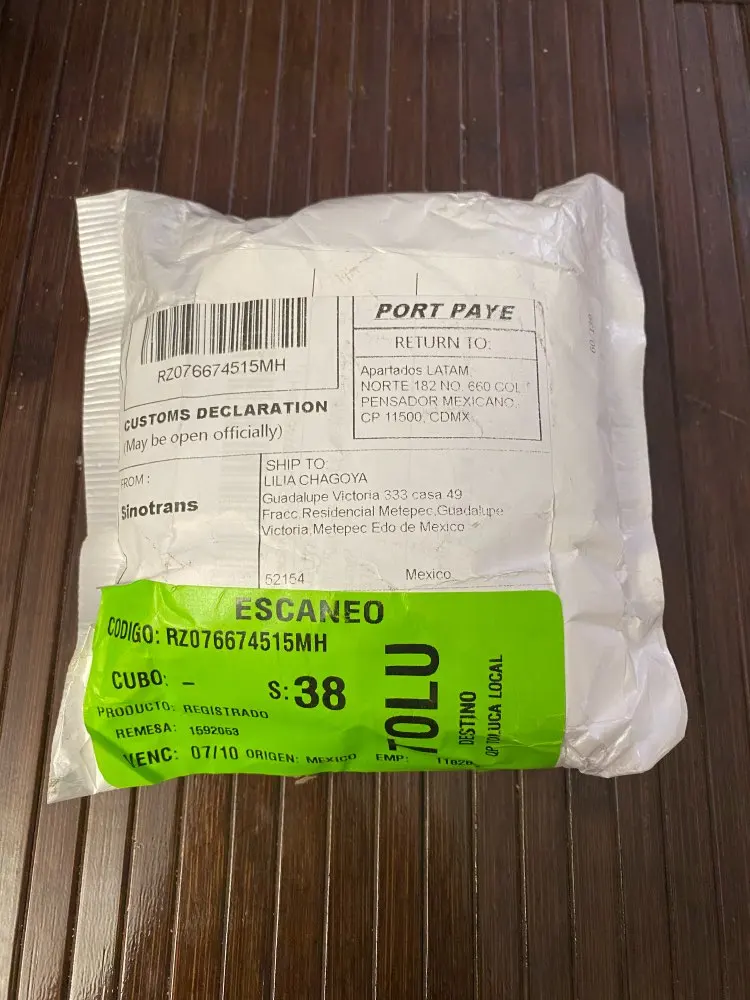 RZ076674515MH
PORT PAYE
RETURN TO:
Apartados LATAM
NORTE 182 NO. 660 COL
PENSADOR MEXICANO,
CP 11500, CDMX
CUSTOMS DECLARATION
(May be open officially)
FROM :
Sinotrans
SHIP TO:
LILIA CHAGOYA
Guadalupe Victoria 333 casa 49
Fracc.Residencial Metepec,Guadalupe
Victoria,Metepec Edo de Mexico
52154 Mexico
ESCANEO
CODIGO: RZ076674515MH
CUBO: – S: 38
PRODUCTO: REGISTRADO
REMESA: 1592063
VENC: 07/10 ORIGEN: MEXICO EMP:
TOLU
DESTINO
OP TOLUCA LOCAL